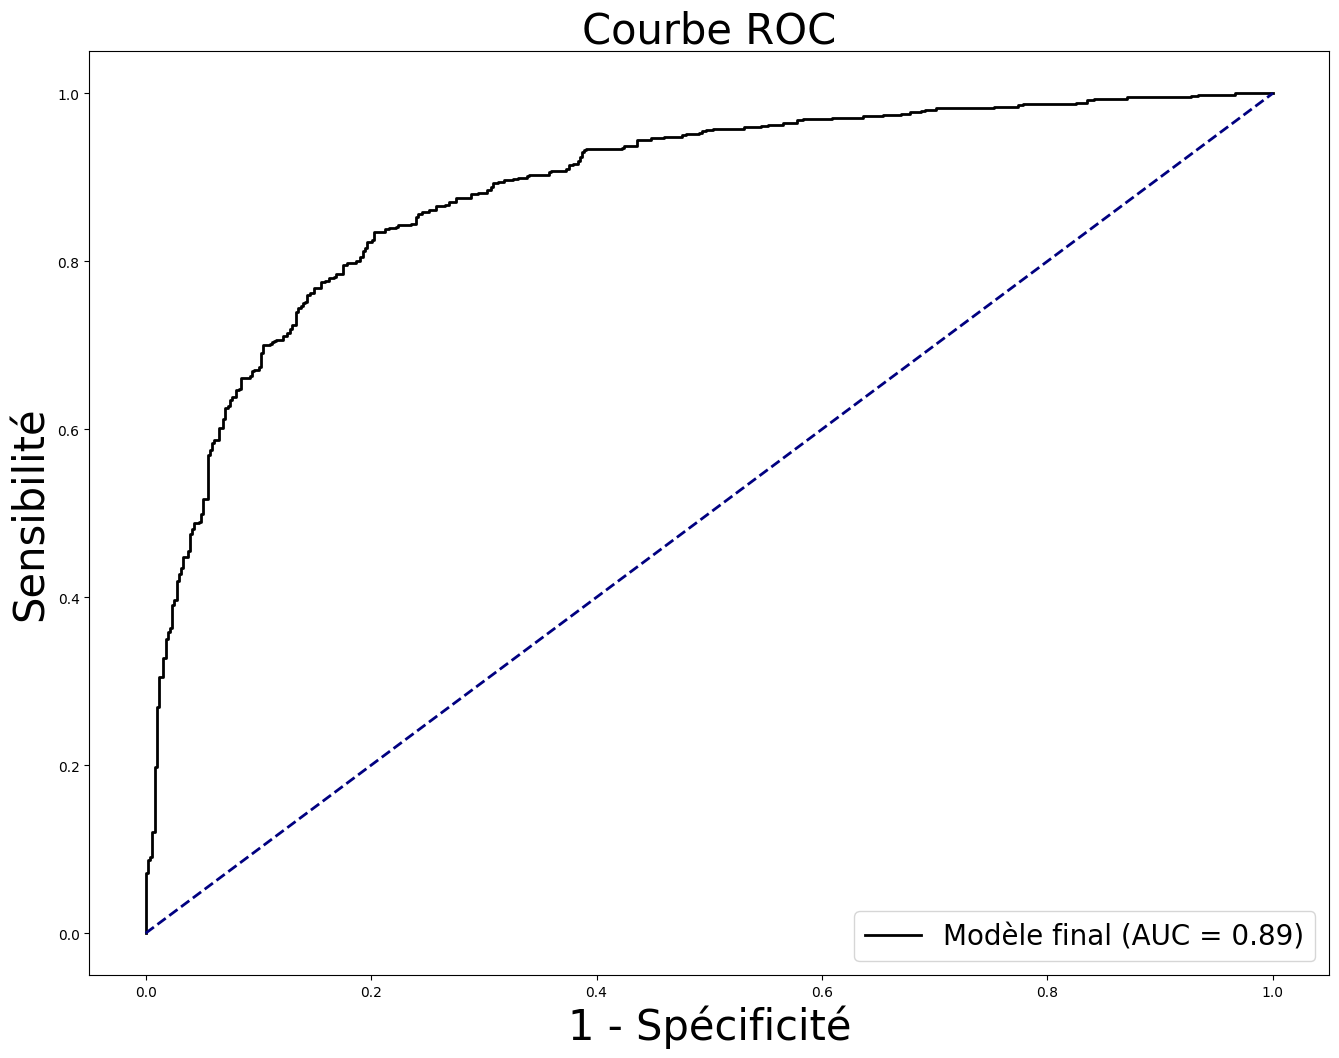 Courbe ROC
1.0
0.8
0.6
0.4
0.2
0.0
Sensibilité
0.0 0.2 0.4 0.6 0.8 1.0
1 - Spécificité
Modèle final (AUC = 0.89)